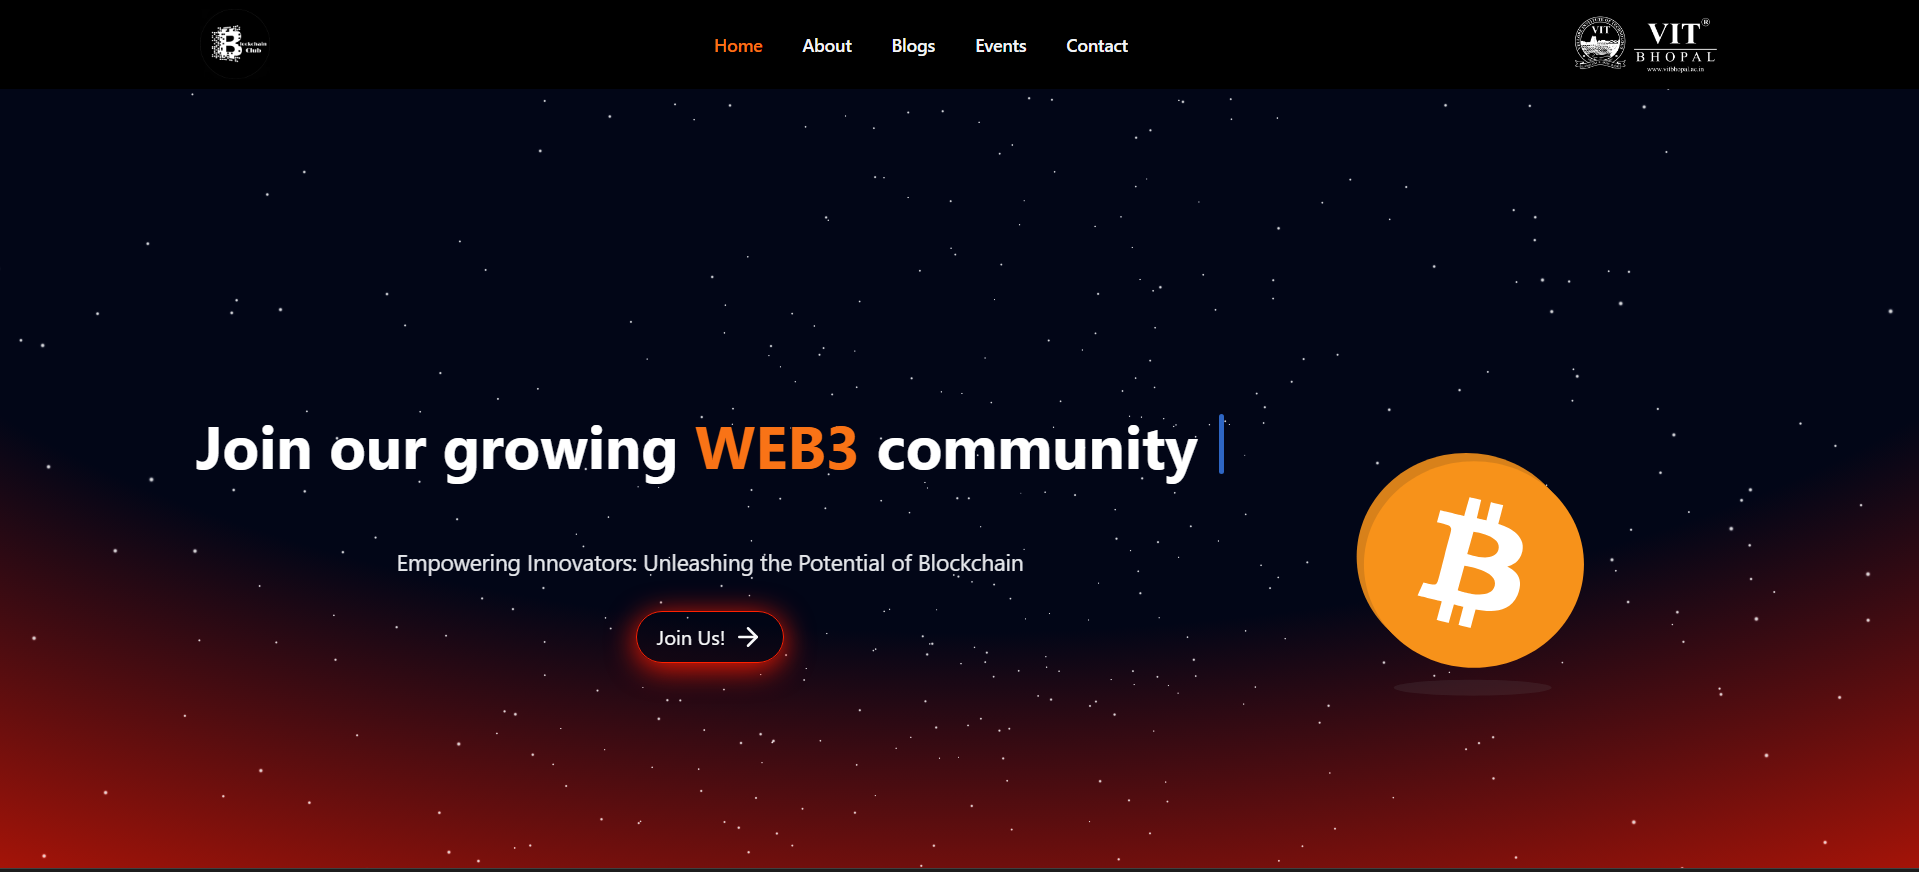 Blockchain
Club
Home
About
Blogs
Events
Contact
VIT
VIT®
BHOPAL
www.vitbhopal.ac.in
Join our growing WEB3 community
Empowering Innovators: Unleashing the Potential of Blockchain
Join Us!